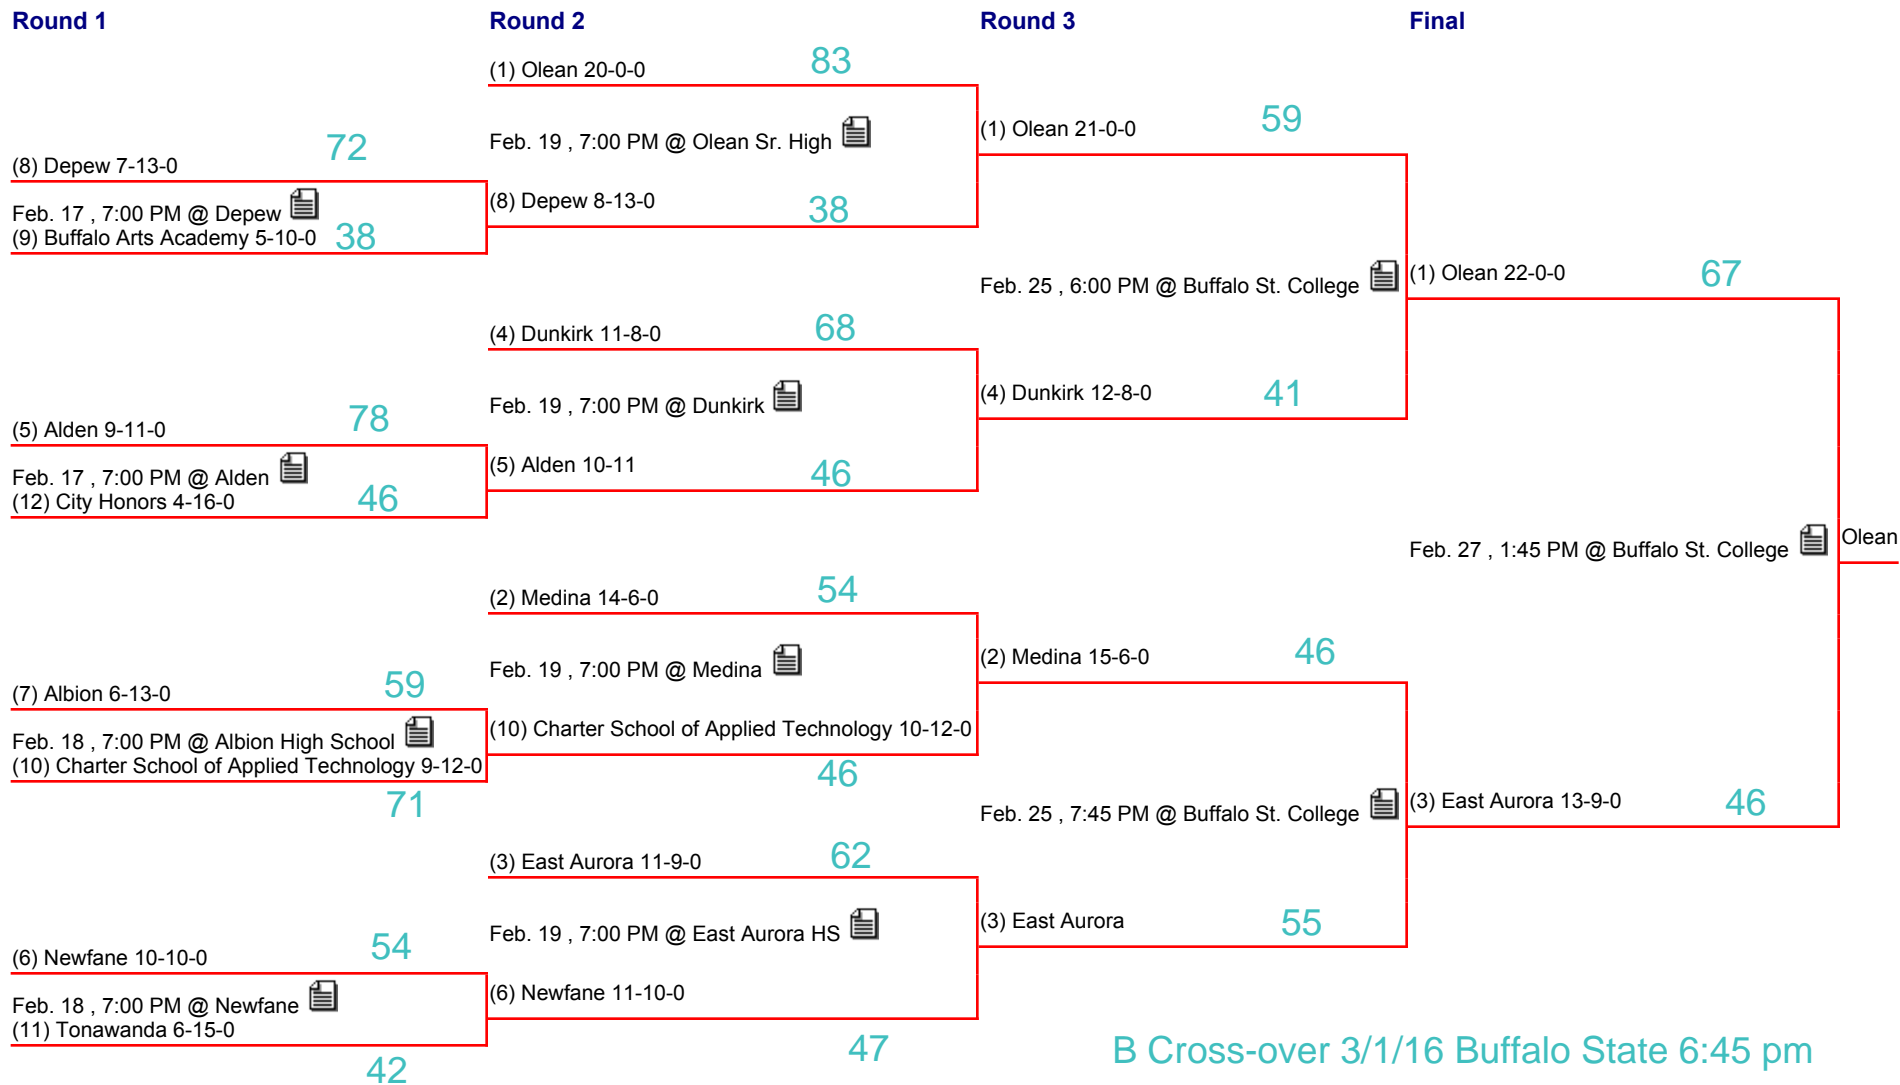 Round 1
Round 2
Round 3
Final
(8) Depew 7-13-0
72
Feb. 17 , 7:00 PM @ Depew
(9) Buffalo Arts Academy 5-10-0
38
(5) Alden 9-11-0
78
Feb. 17 , 7:00 PM @ Alden
(12) City Honors 4-16-0
46
(7) Albion 6-13-0
59
Feb. 18 , 7:00 PM @ Albion High School
(10) Charter School of Applied Technology 9-12-0
71
(6) Newfane 10-10-0
54
Feb. 18 , 7:00 PM @ Newfane
(11) Tonawanda 6-15-0
42
(1) Olean 20-0-0
83
Feb. 19 , 7:00 PM @ Olean Sr. High
(8) Depew 8-13-0
38
(4) Dunkirk 11-8-0
68
Feb. 19 , 7:00 PM @ Dunkirk
(5) Alden 10-11
46
(2) Medina 14-6-0
54
Feb. 19 , 7:00 PM @ Medina
(10) Charter School of Applied Technology 10-12-0
46
(3) East Aurora 11-9-0
62
Feb. 19 , 7:00 PM @ East Aurora HS
(6) Newfane 11-10-0
47
(1) Olean 21-0-0
59
Feb. 25 , 6:00 PM @ Buffalo St. College
(4) Dunkirk 12-8-0
41
(2) Medina 15-6-0
46
Feb. 25 , 7:45 PM @ Buffalo St. College
(3) East Aurora
55
(1) Olean 22-0-0
67
Feb. 27 , 1:45 PM @ Buffalo St. College
(3) East Aurora 13-9-0
46
Olean
B Cross-over 3/1/16 Buffalo State 6:45 pm